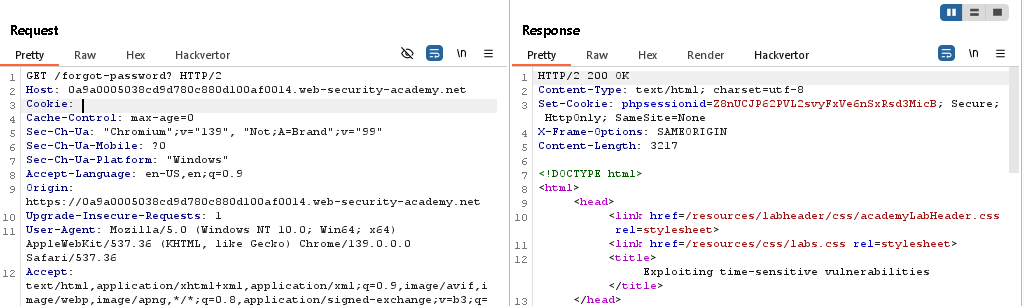 Request
Pretty Raw Hex Hackvertor \n
1 GET /forgot-password? HTTP/2
2 Host: 0a9a0005038cd9d780c880d100af0014.web-security-academy.net
3 Cookie:
4 Cache-Control: max-age=0
5 Sec-Ch-Ua: "Chromium";v="139", "Not;A=Brand";v="99"
6 Sec-Ch-Ua-Mobile: ?0
7 Sec-Ch-Ua-Platform: "Windows"
8 Accept-Language: en-US,en;q=0.9
9 Origin:
https://0a9a0005038cd9d780c880d100af0014.web-security-academy.net
10 Upgrade-Insecure-Requests: 1
11 User-Agent: Mozilla/5.0 (Windows NT 10.0; Win64; x64)
AppleWebKit/537.36 (KHTML, like Gecko) Chrome/139.0.0.0
Safari/537.36
12 Accept:
text/html,application/xhtml+xml,application/xml;q=0.9,image/avif,i
mage/webp,image/apng,*/*;q=0.8,application/signed-exchange;v=b3;q=
Response
Pretty Raw Hex Render Hackvertor \n
1 HTTP/2 200 OK
2 Content-Type: text/html; charset=utf-8
3 Set-Cookie: phpsessionid=Z8nUCJP62PVL2svyFxVe6nSxRsd3MicB; Secure;
HttpOnly; SameSite=None
4 X-Frame-Options: SAMEORIGIN
5 Content-Length: 3217
6
7 <!DOCTYPE html>
8 <html>
9 <head>
10 <link href=/resources/labheader/css/academyLabHeader.css
rel=stylesheet>
11 <link href=/resources/css/labs.css rel=stylesheet>
12 <title>
Exploiting time-sensitive vulnerabilities
</title>
13 </head>